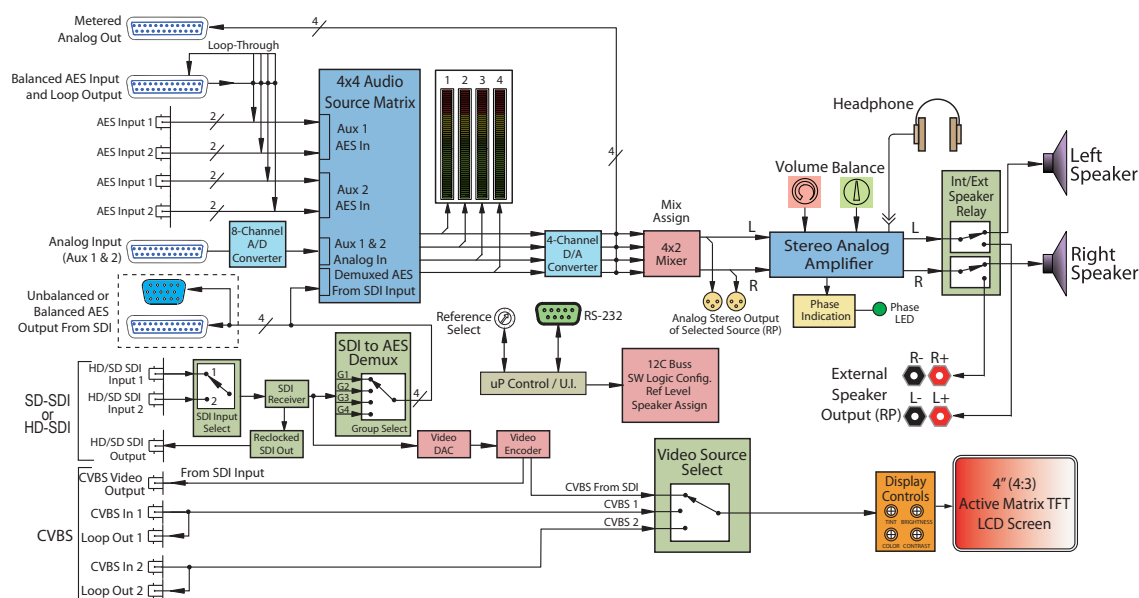 Metered
Analog Out
4
Loop-Through
Balanced AES Input
and Loop Output
AES Input 1
2
AES Input 2
2
AES Input 1
2
AES Input 2
2
Analog Input
(Aux 1 & 2)
8-Channel
A/D
Converter
4x4 Audio
Source Matrix
Aux 1
AES In
Aux 2
AES In
Aux 1 & 2
Analog In
Demuxed AES
From SDI Input
1 2 3 4
4
4-Channel
D/A
Converter
Mix
Assign
4x2
Mixer
L
R
Analog Stereo Output
of Selected Source (RP)
Volume
Balance
Headphone
Stereo Analog
Amplifier
L
R
Phase
Indication
Phase
LED
Int/Ext
Speaker
Relay
Left
Speaker
Right
Speaker
External
Speaker
Output (RP)
R- R+
L- L+
Unbalanced or
Balanced AES
Output From SDI
4
Reference
Select
RS-232
uP Control / U.I.
12C Buss
SW Logic Config.
Ref Level
Speaker Assign
SD-SDI
or
HD-SDI
HD/SD SDI
Input 1
HD/SD SDI
Input 2
HD/SD SDI
Output
1
2
SDI Input
Select
SDI
Receiver
Reclocked
SDI Out
SDI to AES
Demux
G1
G2
G3
G4
Group Select
4
Video
DAC
Video
Encoder
CVBS
CVBS Video
Output
From SDI Input
CVBS In 1
Loop Out 1
CVBS In 2
Loop Out 2
Video Source
Select
CVBS From SDI
CVBS 1
CVBS 2
Display
Controls
TINT
BRIGHTNESS
COLOR
CONTRAST
4” (4:3)
Active Matrix TFT
LCD Screen